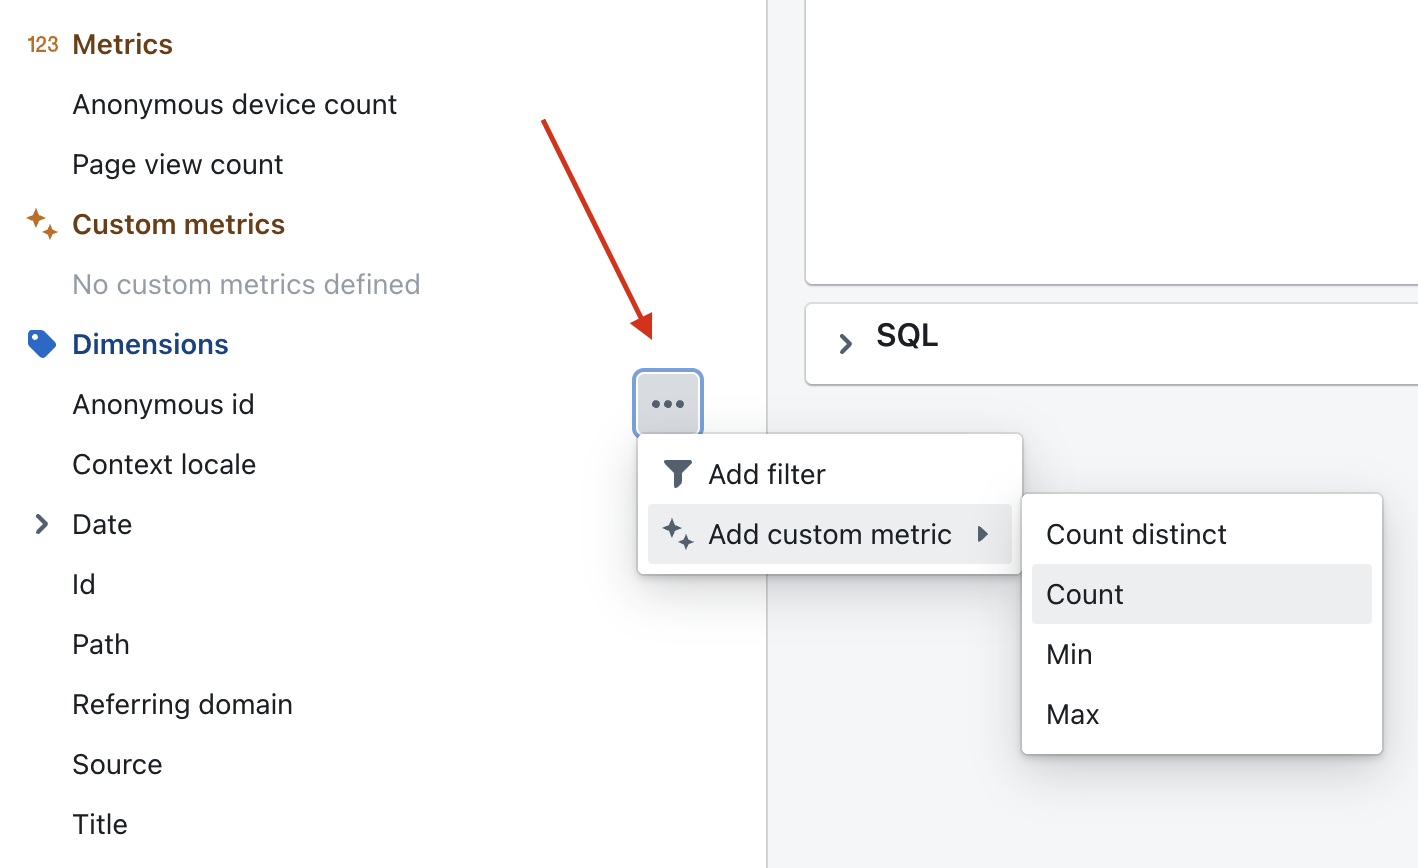 123 Metrics
Anonymous device count
Page view count
Custom metrics
No custom metrics defined
Dimensions
Anonymous id
Context locale
Date
Id
Path
Referring domain
Source
Title
Add filter
Add custom metric
Count distinct
Count
Min
Max
SQL